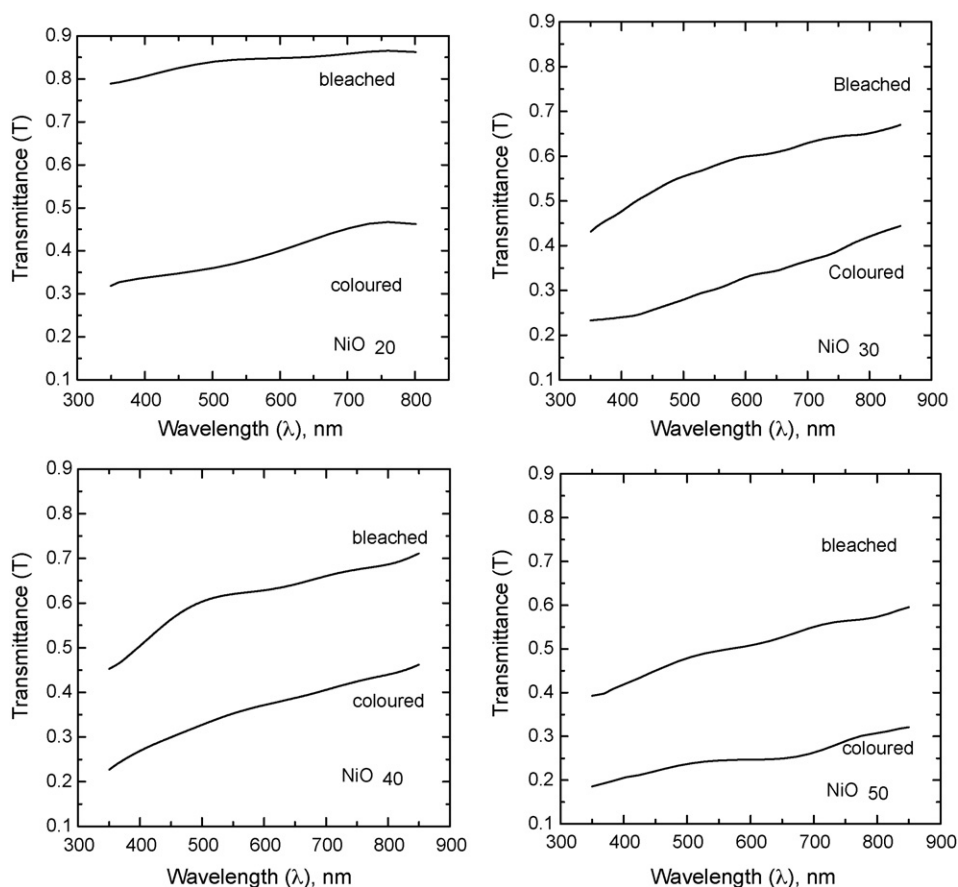 0.9
0.8
0.7
0.6
0.5
0.4
0.3
0.2
0.1
Transmittance (T)
bleached
coloured
NiO 20
300 400 500 600 700 800
Wavelength (λ), nm
0.9
0.8
0.7
0.6
0.5
0.4
0.3
0.2
0.1
Transmittance (T)
Bleached
Coloured
NiO 30
300 400 500 600 700 800 900
Wavelength (λ), nm
0.9
0.8
0.7
0.6
0.5
0.4
0.3
0.2
0.1
Transmittance (T)
bleached
coloured
NiO 40
300 400 500 600 700 800 900
Wavelength (λ), nm
0.9
0.8
0.7
0.6
0.5
0.4
0.3
0.2
0.1
Transmittance (T)
bleached
coloured
NiO 50
300 400 500 600 700 800 900
Wavelength (λ), nm